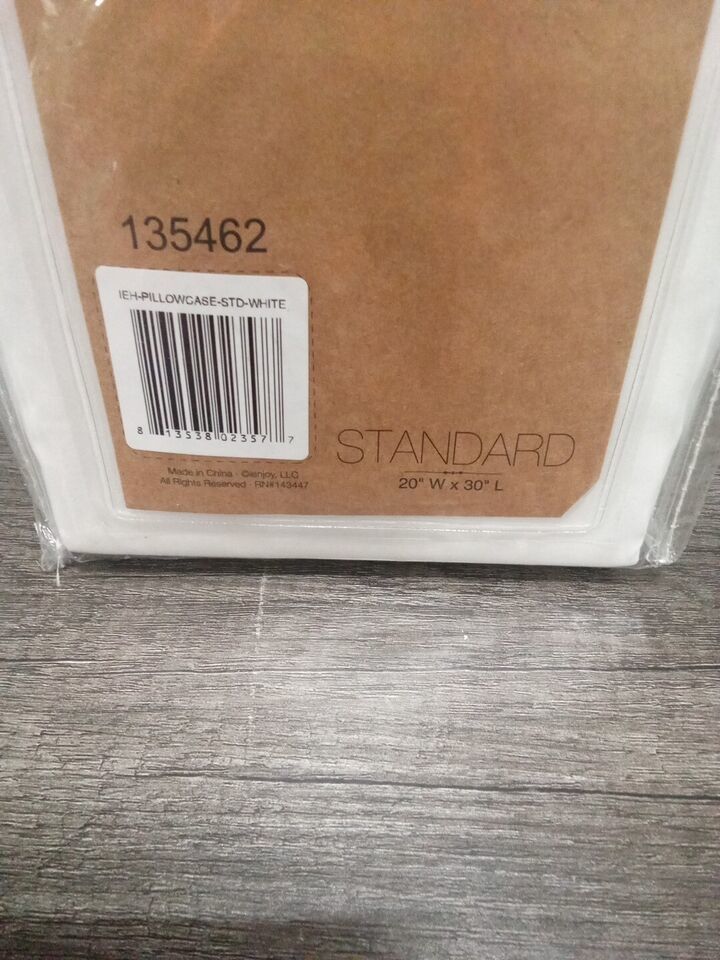 135462
IEH-PILLOWCASE-STD-WHITE
8 13538 02357 7
Made in China · ©ienjoy, LLC
All Rights Reserved · RN#143447
STANDARD
20" W x 30" L